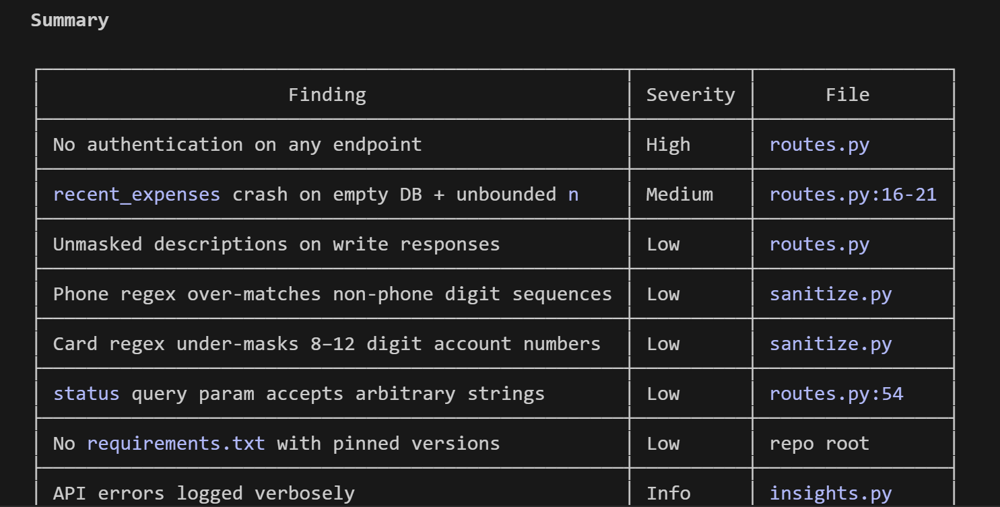 Summary
Finding Severity File
No authentication on any endpoint High routes.py
recent_expenses crash on empty DB + unbounded n Medium routes.py:16-21
Unmasked descriptions on write responses Low routes.py
Phone regex over-matches non-phone digit sequences Low sanitize.py
Card regex under-masks 8–12 digit account numbers Low sanitize.py
status query param accepts arbitrary strings Low routes.py:54
No requirements.txt with pinned versions Low repo root
API errors logged verbosely Info insights.py